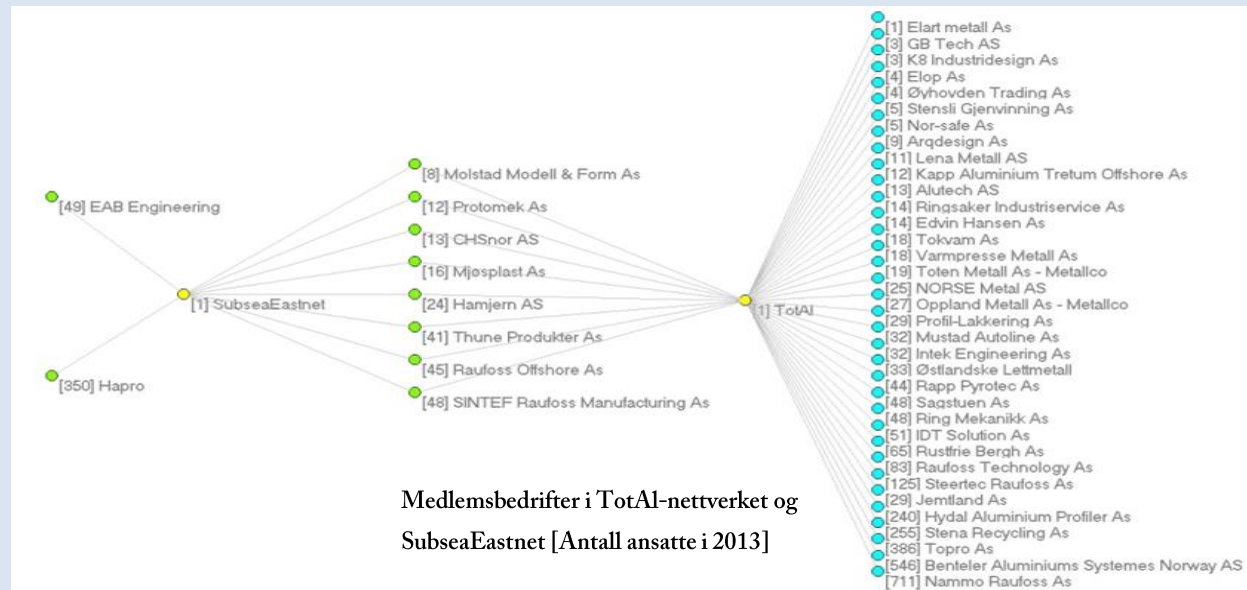 [49] EAB Engineering
[350] Hapro
[1] SubseaEastnet
[8] Molstad Modell & Form As
[12] Protomek As
[13] CHSnor AS
[16] Mjøsplast As
[24] Hamjern AS
[41] Thune Produkter As
[45] Raufoss Offshore As
[48] SINTEF Raufoss Manufacturing As
[1] TotAl
[1] Elart metall As
[3] GB Tech AS
[3] K8 Industridesign As
[4] Elop As
[4] Øyhovden Trading As
[5] Stensli Gjenvinning As
[5] Nor-safe As
[9] Arqdesign As
[11] Lena Metall AS
[12] Kapp Aluminium Tretum Offshore As
[13] Alutech AS
[14] Ringsaker Industriservice As
[14] Edvin Hansen As
[18] Tokvam As
[18] Varmpresse Metall As
[19] Toten Metall As - Metallco
[25] NORSE Metal AS
[27] Oppland Metall As - Metallco
[29] Profil-Lakkering As
[32] Mustad Autoline As
[32] Intek Engineering As
[33] Østlandske Lettmetall
[44] Rapp Pyrotec As
[48] Sagstuen As
[48] Ring Mekanikk As
[51] IDT Solution As
[65] Rustfrie Bergh As
[83] Raufoss Technology As
[125] Steertec Raufoss As
[29] Jemtland As
[240] Hydal Aluminium Profiler As
[255] Stena Recycling As
[386] Topro As
[546] Benteler Aluminiums Systemes Norway AS
[711] Nammo Raufoss As
Medlemsbedrifter i TotAl-nettverket og
SubseaEastnet [Antall ansatte i 2013]